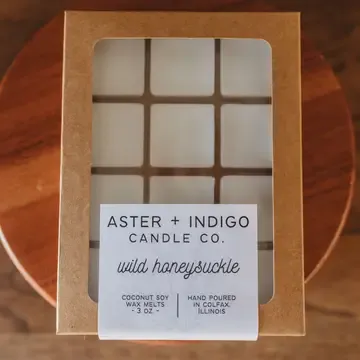 ASTER + INDIGO
CANDLE CO.
wild honeysuckle
COCONUT SOY
WAX MELTS
- 3 OZ -
HAND POURED
IN COLFAX,
ILLINOIS